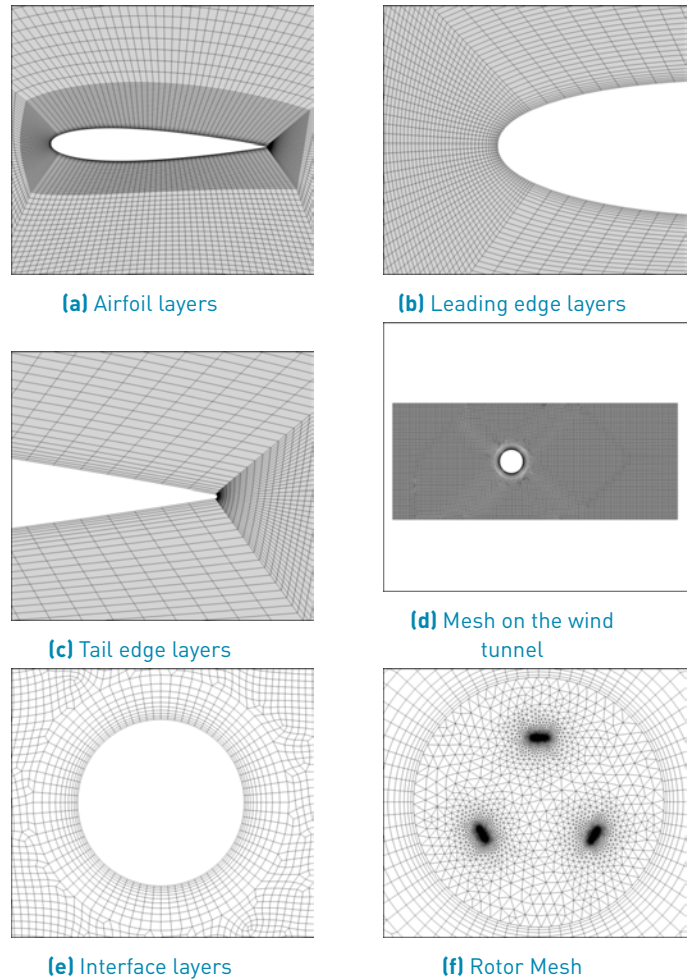 (a) Airfoil layers
(b) Leading edge layers
(c) Tail edge layers
(d) Mesh on the wind
tunnel
(e) Interface layers
(f) Rotor Mesh